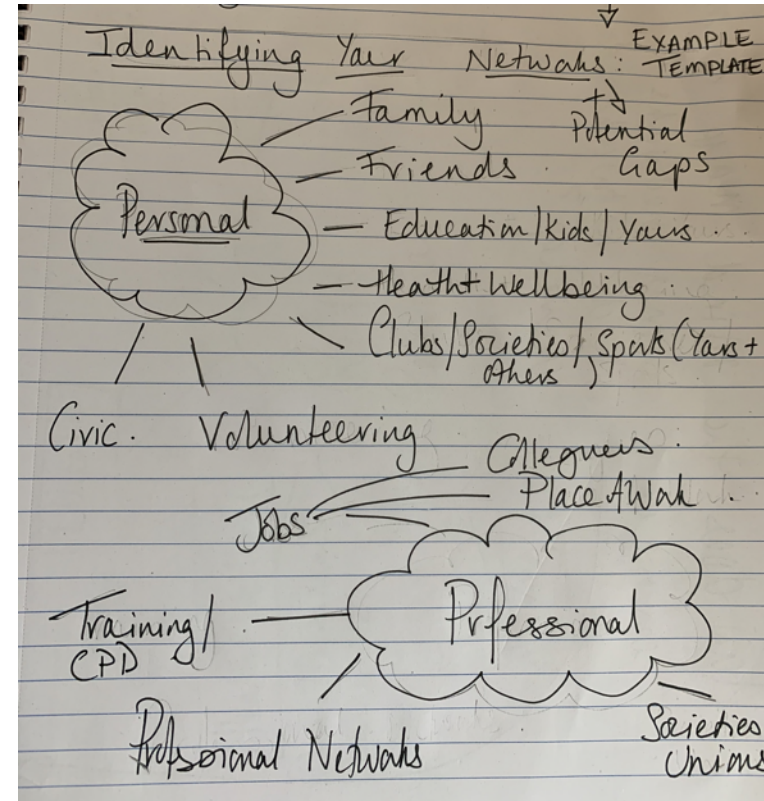 EXAMPLE
Identifying Your Networks: TEMPLATE
+
Potential
Gaps
Family
Friends
Personal
Education/Kids/Yours
Health + Wellbeing
Clubs/Societies/Sports (Yours +
others)
Civic. Volunteering
Collegues
Place of Work
Jobs
Professional
Training/
CPD
Professional Networks
Societies
Unions